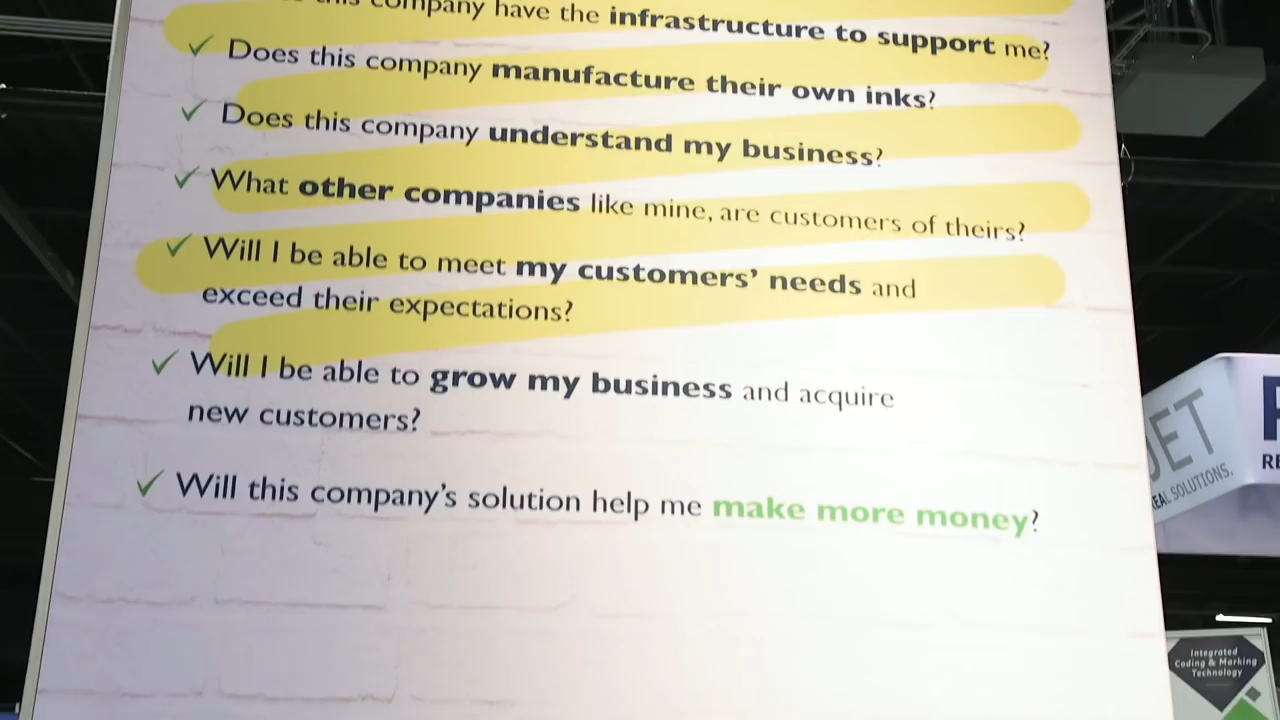 this company have the infrastructure to support me?
✓ Does this company manufacture their own inks?
✓ Does this company understand my business?
✓ What other companies like mine, are customers of theirs?
✓ Will I be able to meet my customers' needs and
exceed their expectations?
✓ Will I be able to grow my business and acquire
new customers?
✓ Will this company's solution help me make more money?
JET
REAL SOLUTIONS.
Integrated
Coding & Marking
Technology